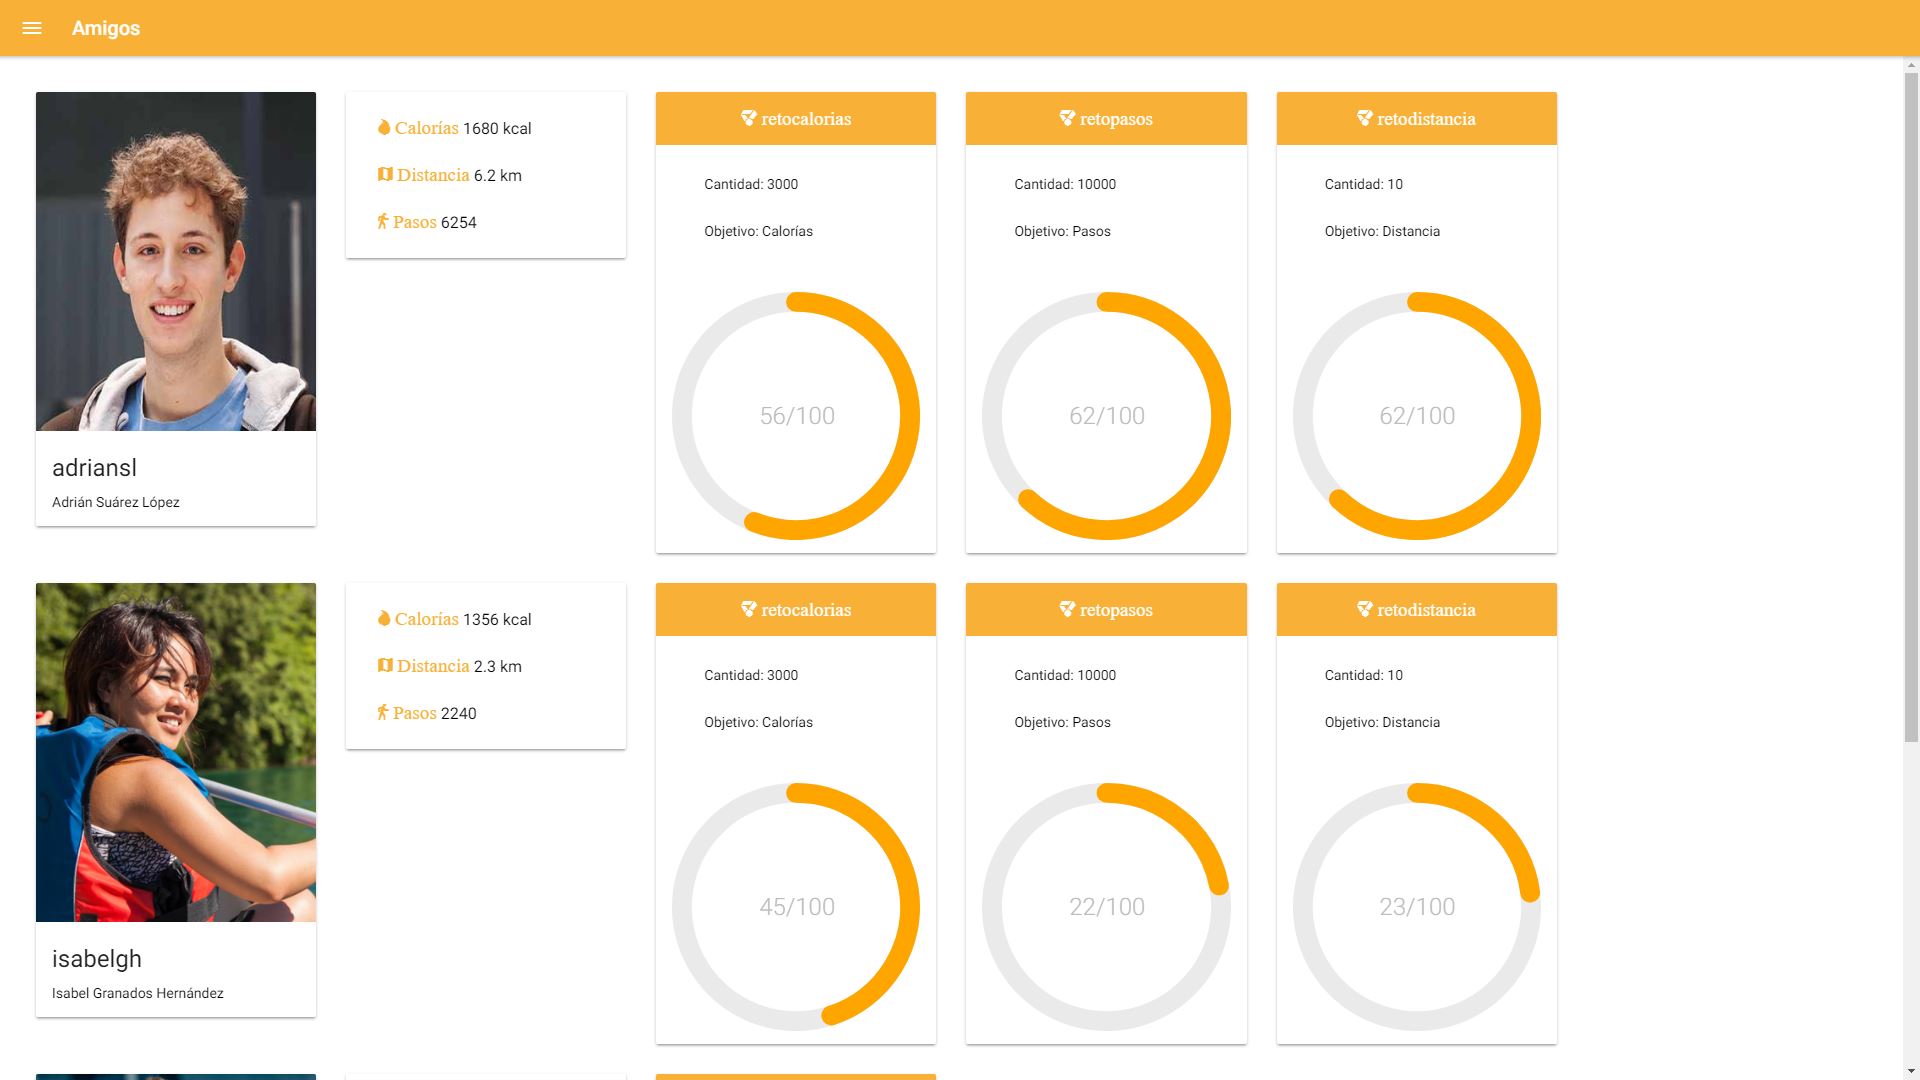 Amigos
adriansl
Adrián Suárez López
Calorías 1680 kcal
Distancia 6.2 km
Pasos 6254
retocalorias
Cantidad: 3000
Objetivo: Calorías
56/100
retopasos
Cantidad: 10000
Objetivo: Pasos
62/100
retodistancia
Cantidad: 10
Objetivo: Distancia
62/100
isabelgh
Isabel Granados Hernández
Calorías 1356 kcal
Distancia 2.3 km
Pasos 2240
retocalorias
Cantidad: 3000
Objetivo: Calorías
45/100
retopasos
Cantidad: 10000
Objetivo: Pasos
22/100
retodistancia
Cantidad: 10
Objetivo: Distancia
23/100